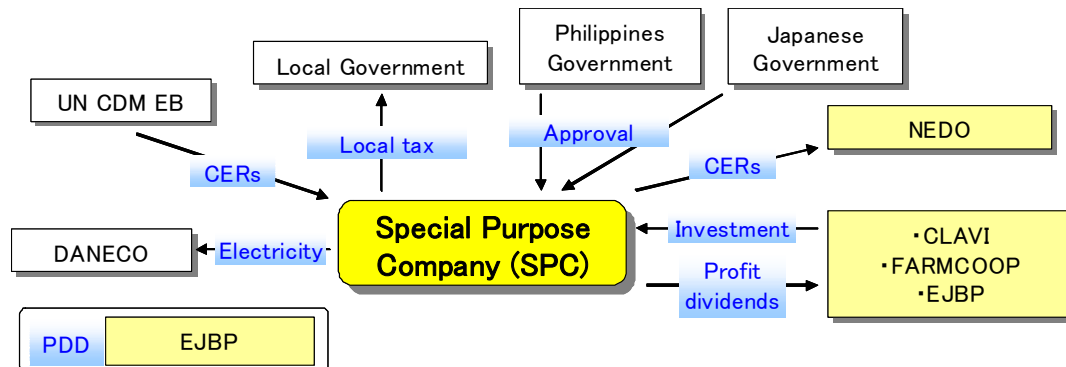 Philippines
Government
Japanese
Government
Local Government
UN CDM EB
NEDO
Local tax
Approval
CERs
CERs
Special Purpose
Company (SPC)
DANECO
Electricity
Investment
Profit
dividends
・CLAVI
・FARMCOOP
・EJBP
PDD
EJBP